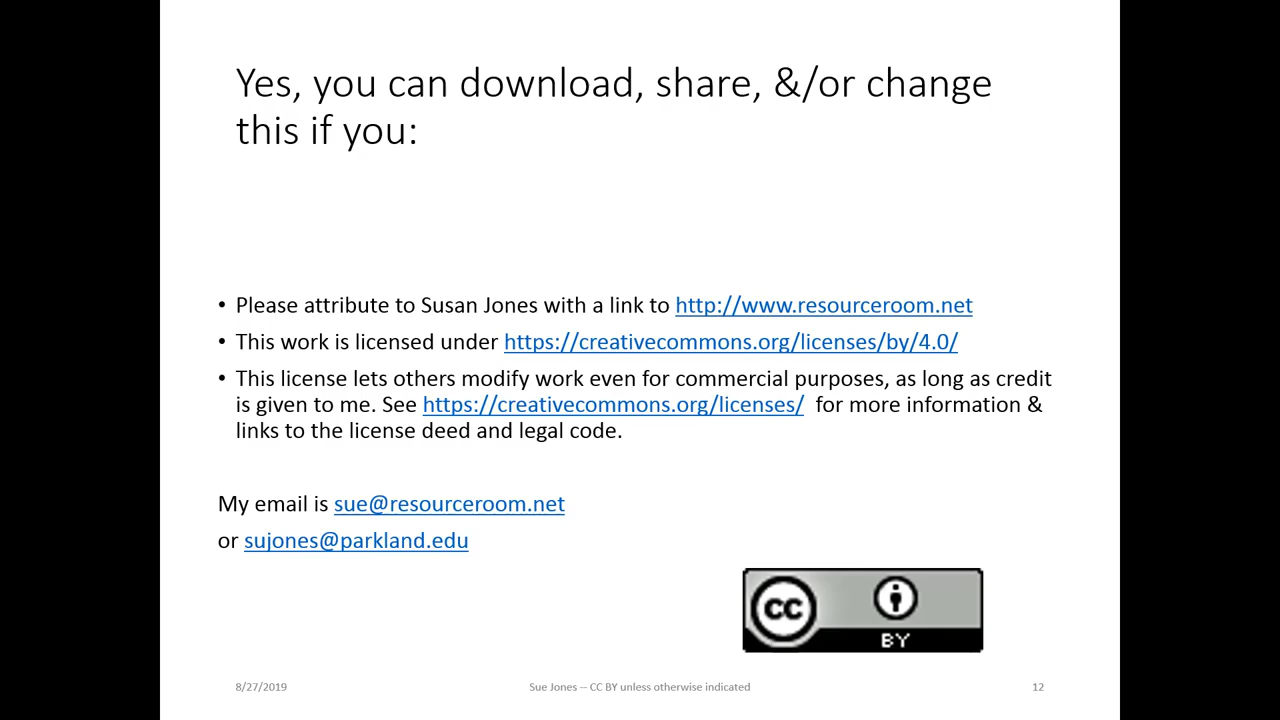 Yes, you can download, share, &/or change
this if you:
• Please attribute to Susan Jones with a link to http://www.resourceroom.net
• This work is licensed under https://creativecommons.org/licenses/by/4.0/
• This license lets others modify work even for commercial purposes, as long as credit
is given to me. See https://creativecommons.org/licenses/ for more information &
links to the license deed and legal code.
My email is sue@resourceroom.net
or sujones@parkland.edu
cc
BY
8/27/2019
Sue Jones -- CC BY unless otherwise indicated
12